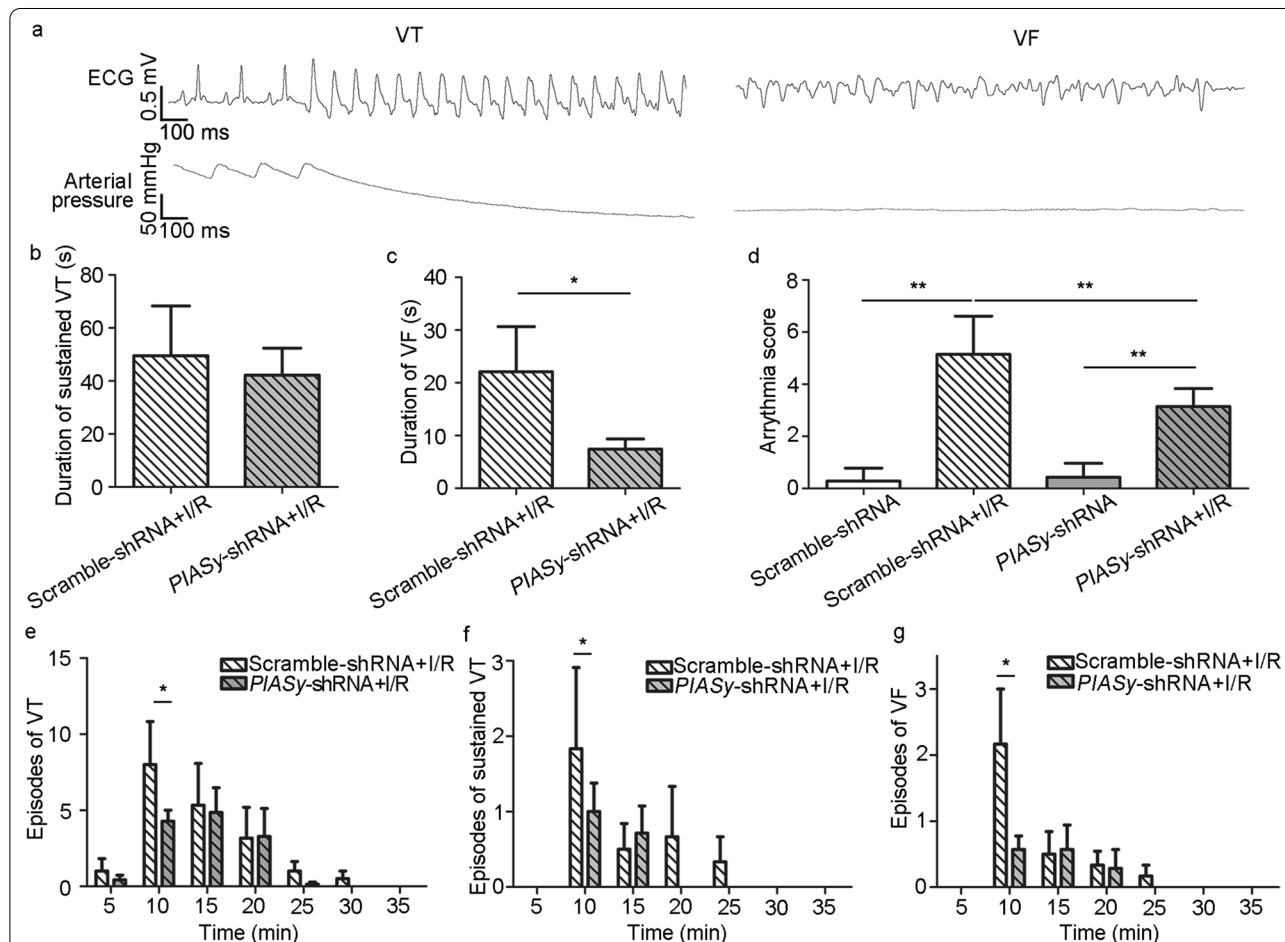 a
VT
VF
ECG
0.5 mV
100 ms
Arterial
pressure
50 mmHg
100 ms
b
Duration of sustained VT (s)
80
60
40
20
0
Scramble-shRNA+I/R
PIASy-shRNA+I/R
c
Duration of VF (s)
40
30
20
10
0
*
Scramble-shRNA+I/R
PIASy-shRNA+I/R
d
Arrythmia score
8
6
4
2
0
**
**
**
Scramble-shRNA
Scramble-shRNA+I/R
PIASy-shRNA
PIASy-shRNA+I/R
e
Episodes of VT
15
10
5
0
*
Scramble-shRNA+I/R
PIASy-shRNA+I/R
5 10 15 20 25 30 35
Time (min)
f
Episodes of sustained VT
3
2
1
0
*
Scramble-shRNA+I/R
PIASy-shRNA+I/R
5 10 15 20 25 30 35
Time (min)
g
Episodes of VF
3
2
1
0
*
Scramble-shRNA+I/R
PIASy-shRNA+I/R
5 10 15 20 25 30 35
Time (min)